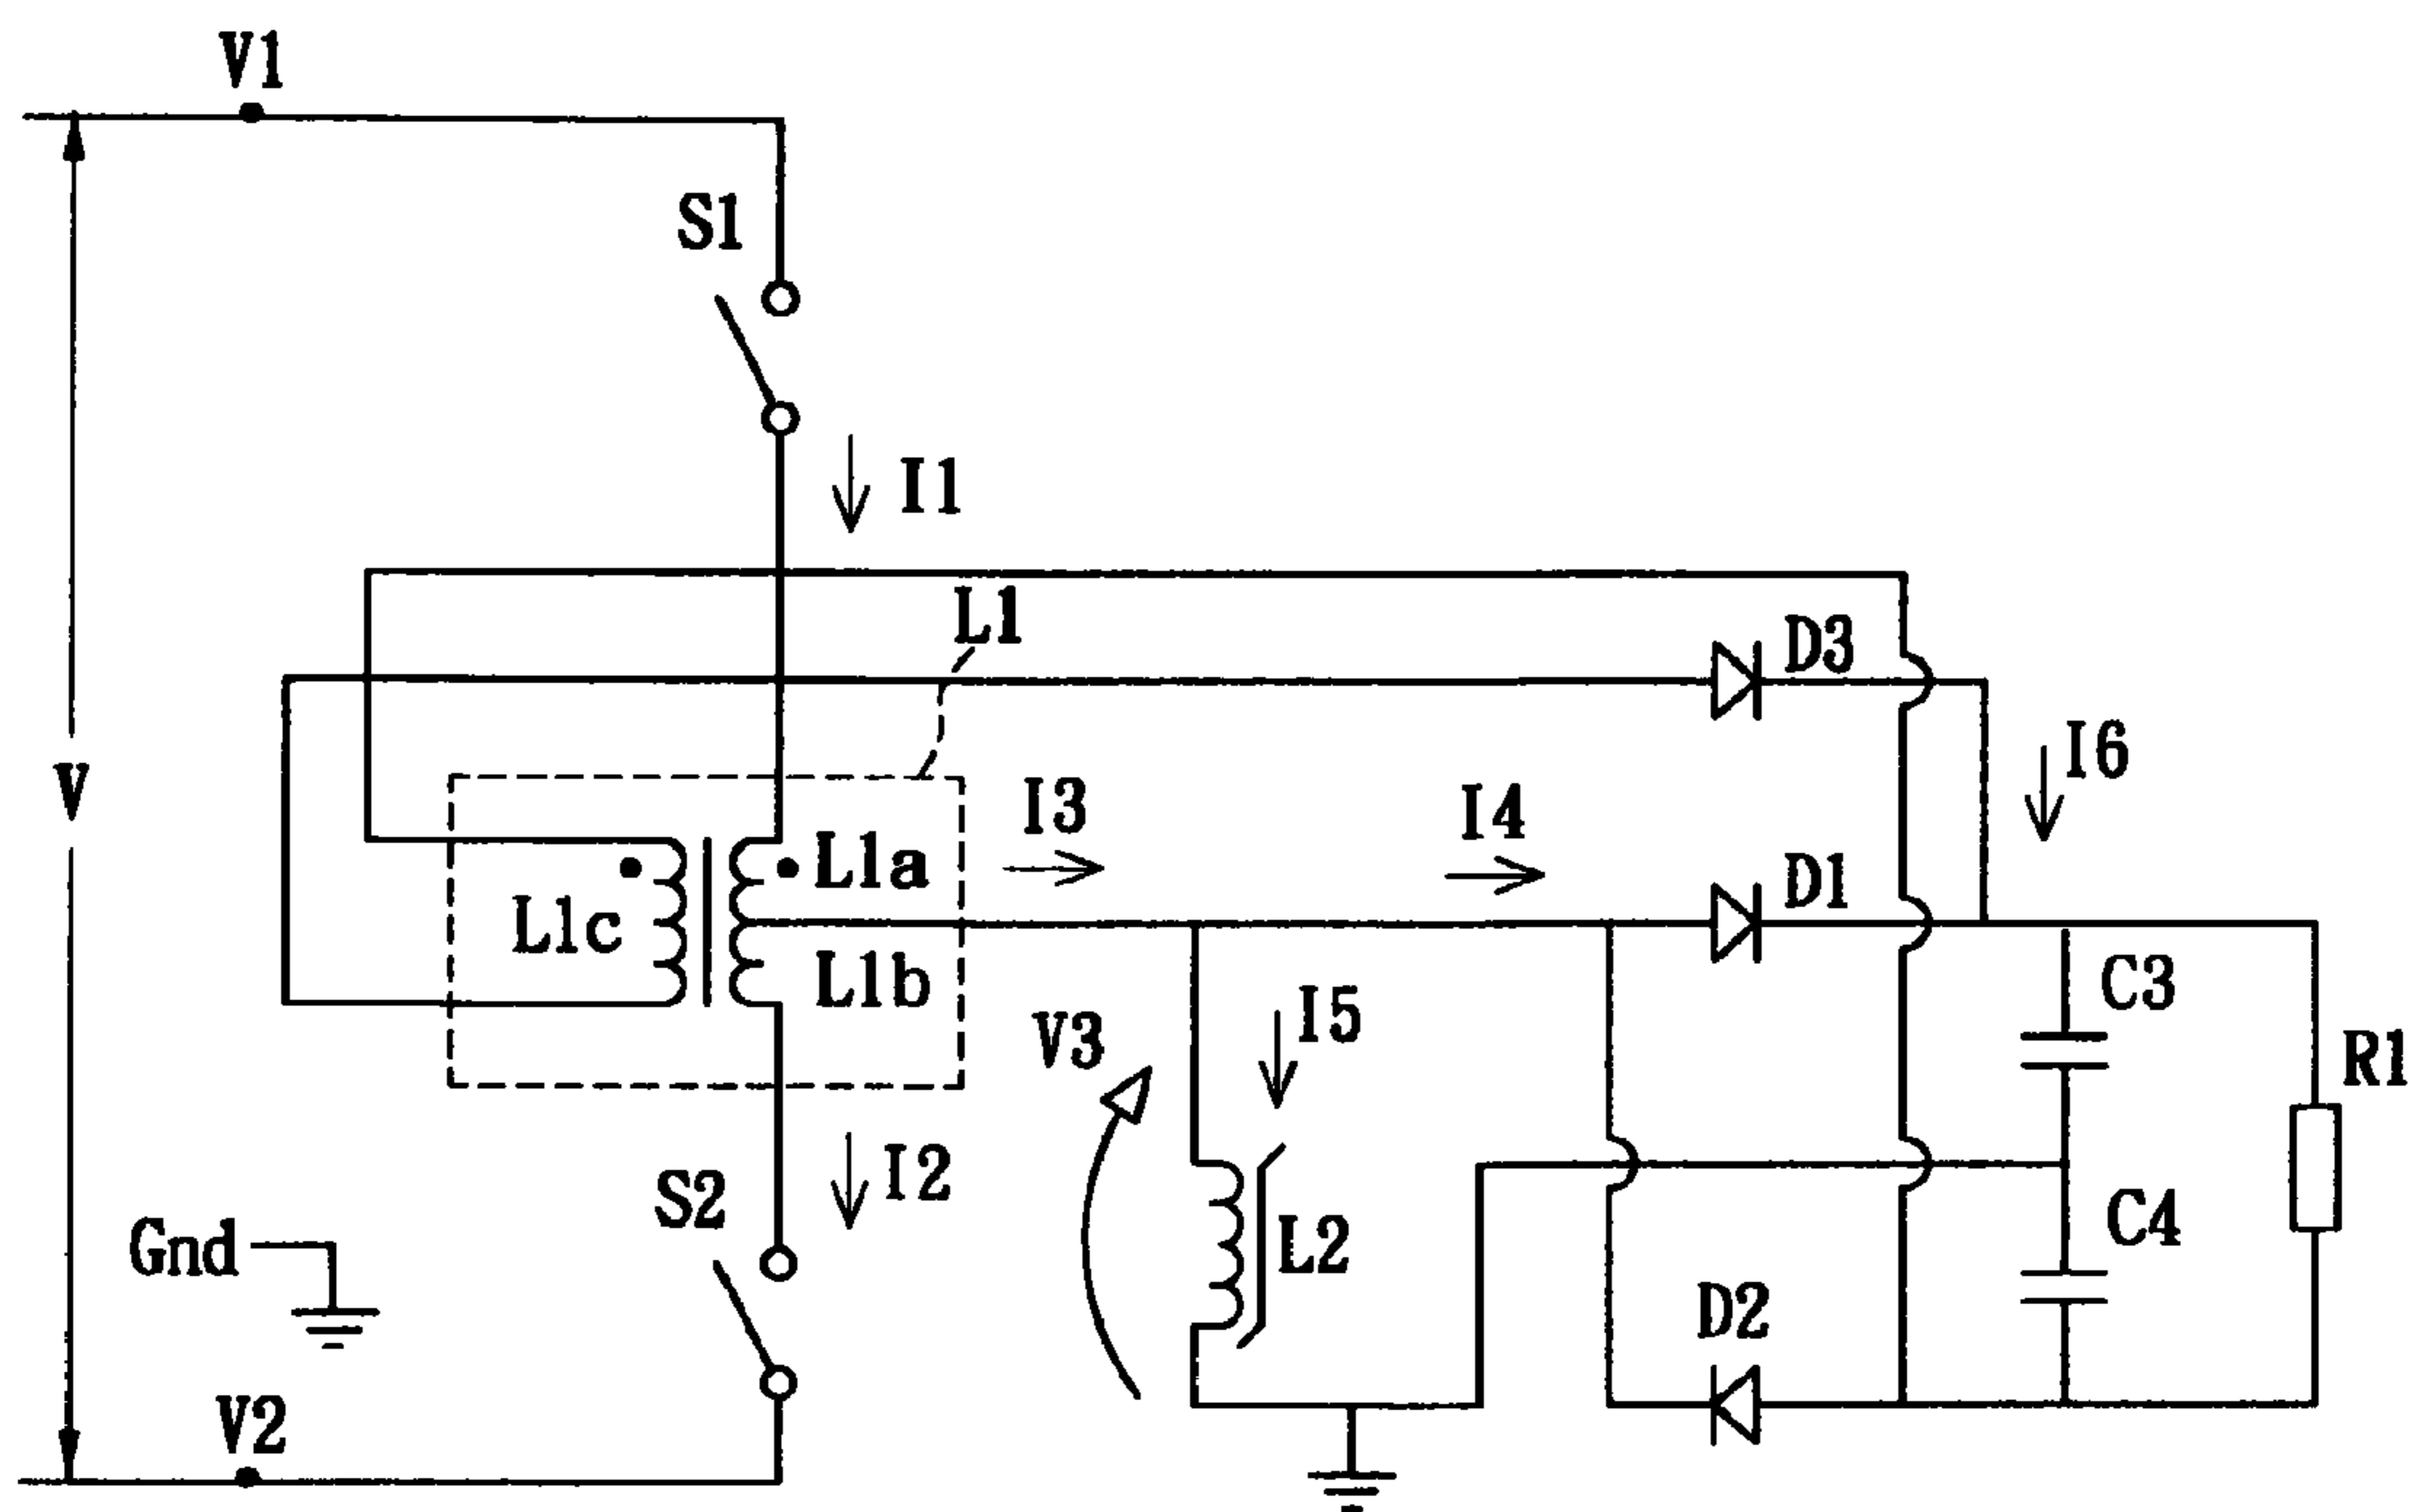 V1
S1
I1
L1
D3
I6
V
I3
I4
L1a
D1
L1c
L1b
C3
I5
V3
R1
I2
S2
L2
C4
Gnd
D2
V2